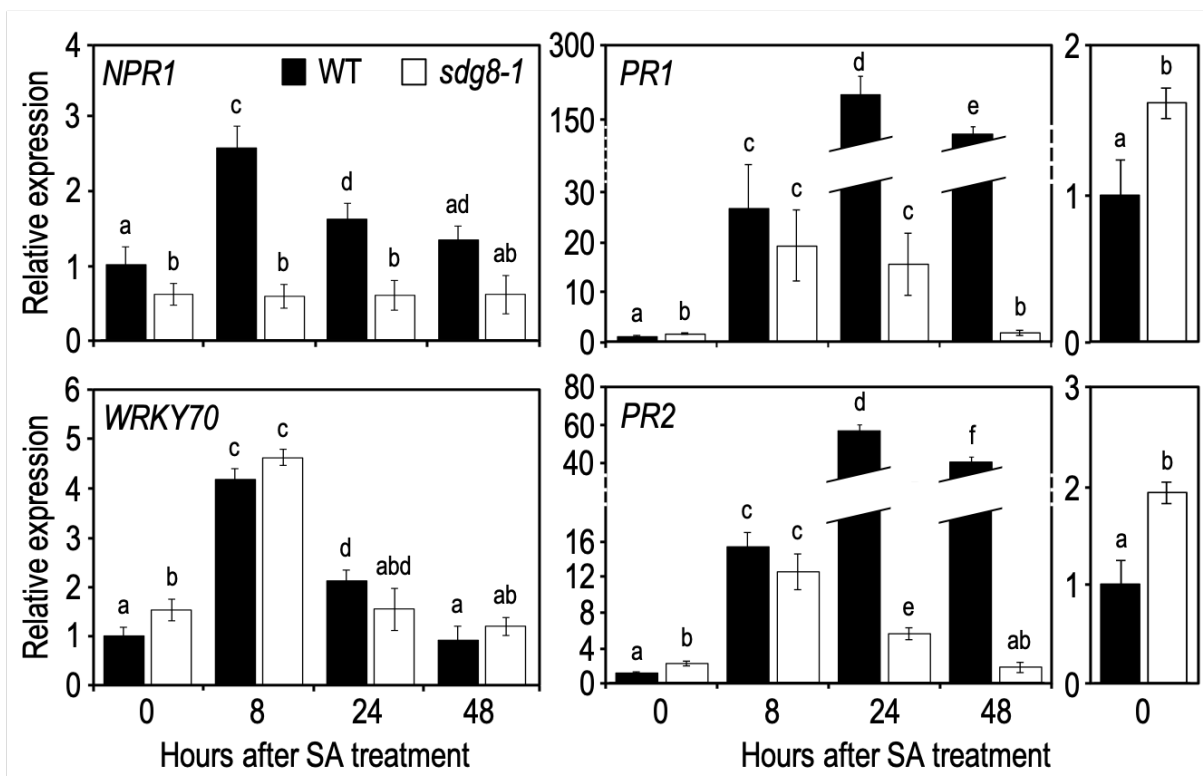 NPR1
WT
sdg8-1
Relative expression
4
3
2
1
0
a
b
c
b
d
b
ad
ab
PR1
300
150
30
20
10
0
a
b
c
c
d
c
e
b
2
1
0
a
b
WRKY70
Relative expression
6
5
4
3
2
1
0
a
b
c
c
d
abd
a
ab
0
8
24
48
Hours after SA treatment
PR2
80
60
40
16
12
8
4
0
a
b
c
c
d
e
f
ab
0
8
24
48
Hours after SA treatment
3
2
1
0
a
b
0